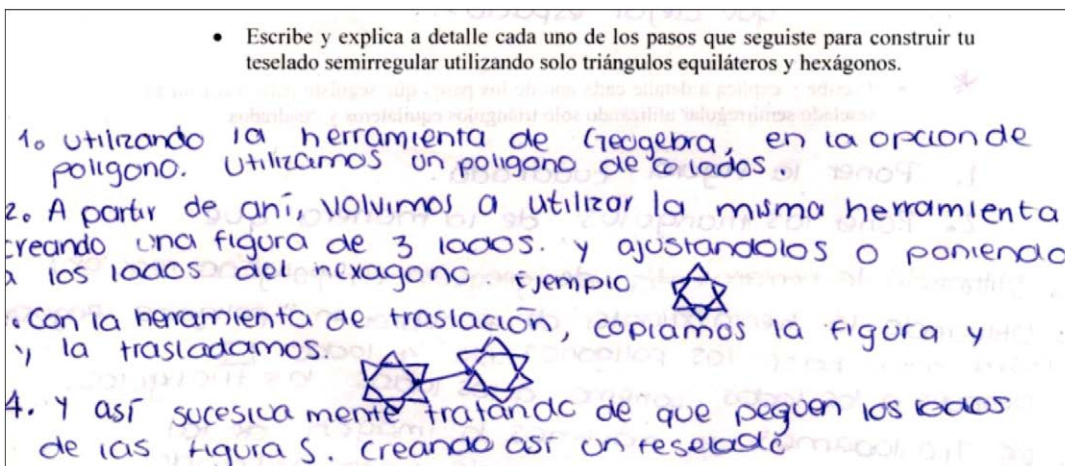 • Escribe y explica a detalle cada uno de los pasos que seguiste para construir tu
teselado semirregular utilizando solo triángulos equiláteros y hexágonos.
1. utilizando la herramienta de Geogebra, en la opcion de
poligono. Utilizamos un poligono de 6 lados.
2. A partir de ahí, volvimos a utilizar la misma herramienta
creando una figura de 3 lados. y ajustandolos o poniendo
a los lados del hexagono. Ejemplo
. Con la herramienta de traslación, copiamos la figura y
y la trasladamos.
4. Y así sucesiva mente tratando de que peguen los lados
de las figura s. creando así un teselado